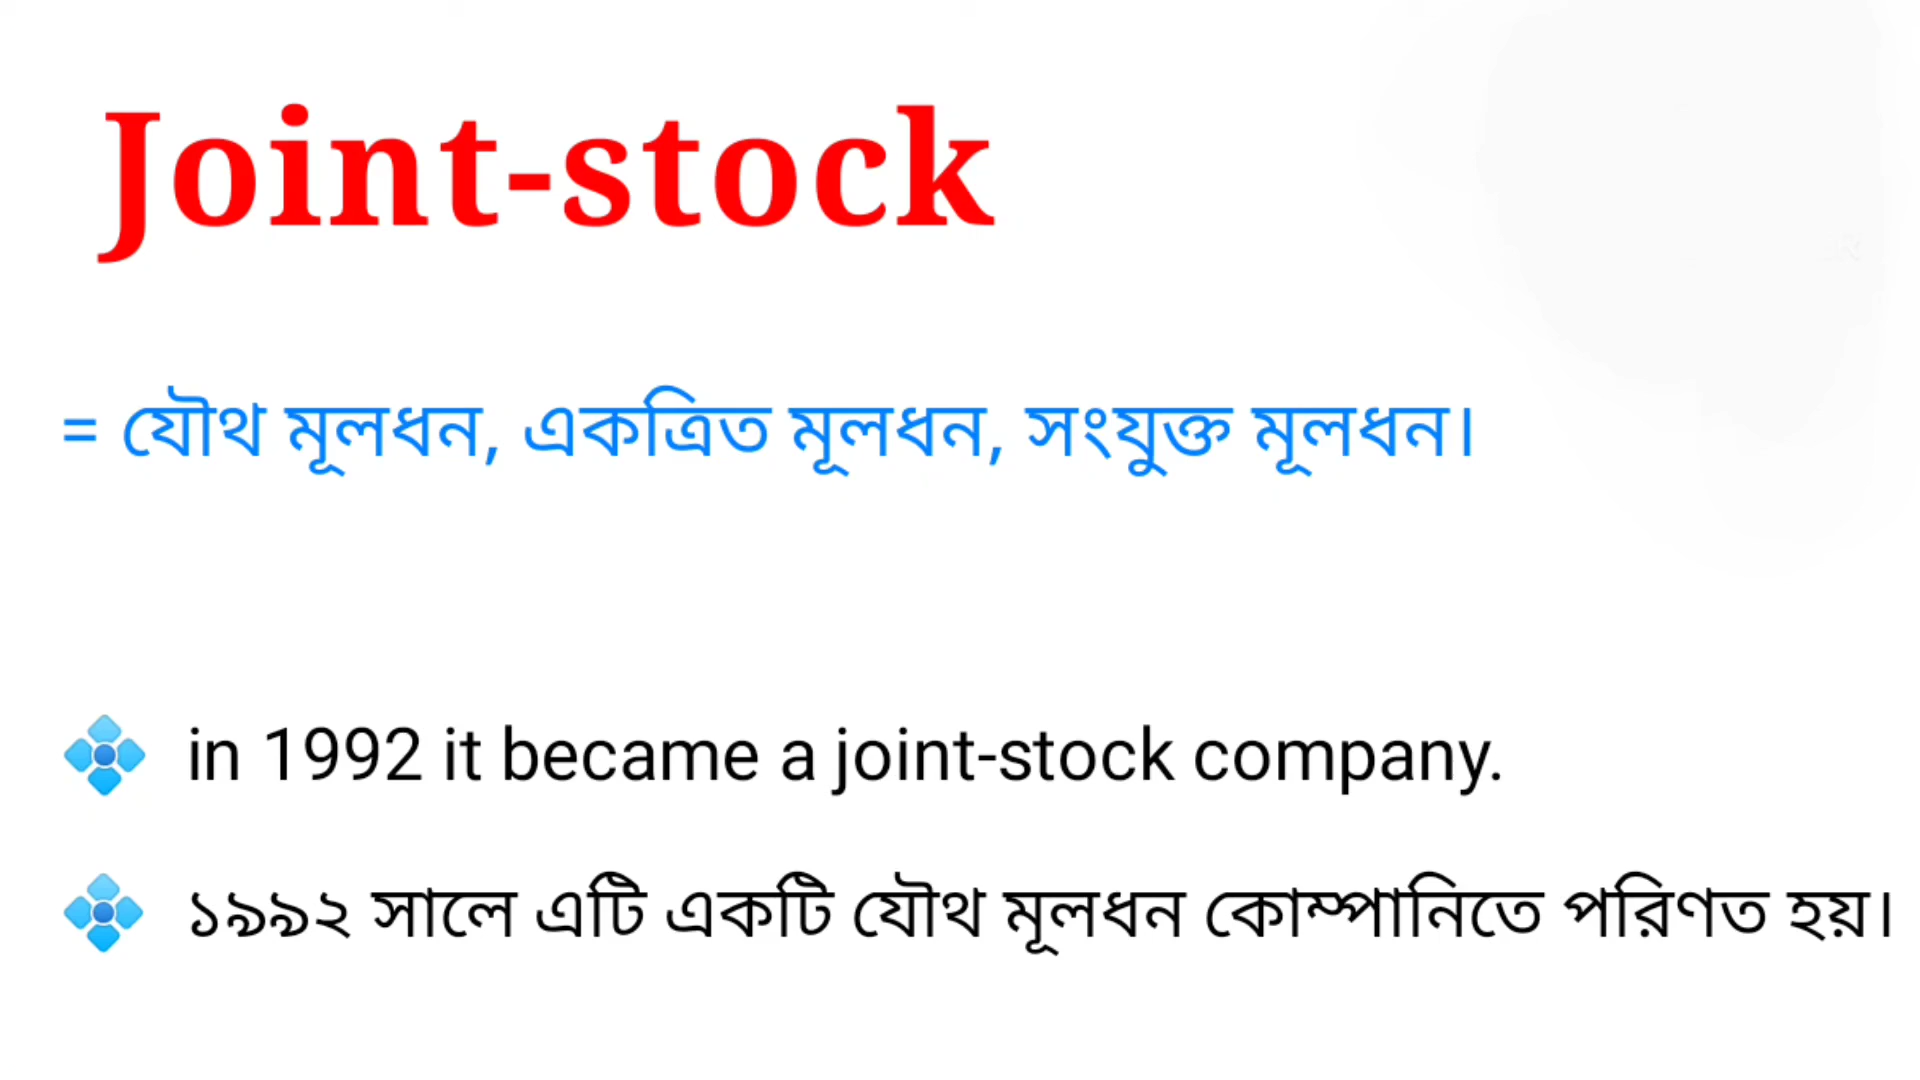 Joint-stock
= যৌথ মূলধন, একত্রিত মূলধন, সংযুক্ত মূলধন।
in 1992 it became a joint-stock company.
১৯৯২ সালে এটি একটি যৌথ মূলধন কোম্পানিতে পরিণত হয়।